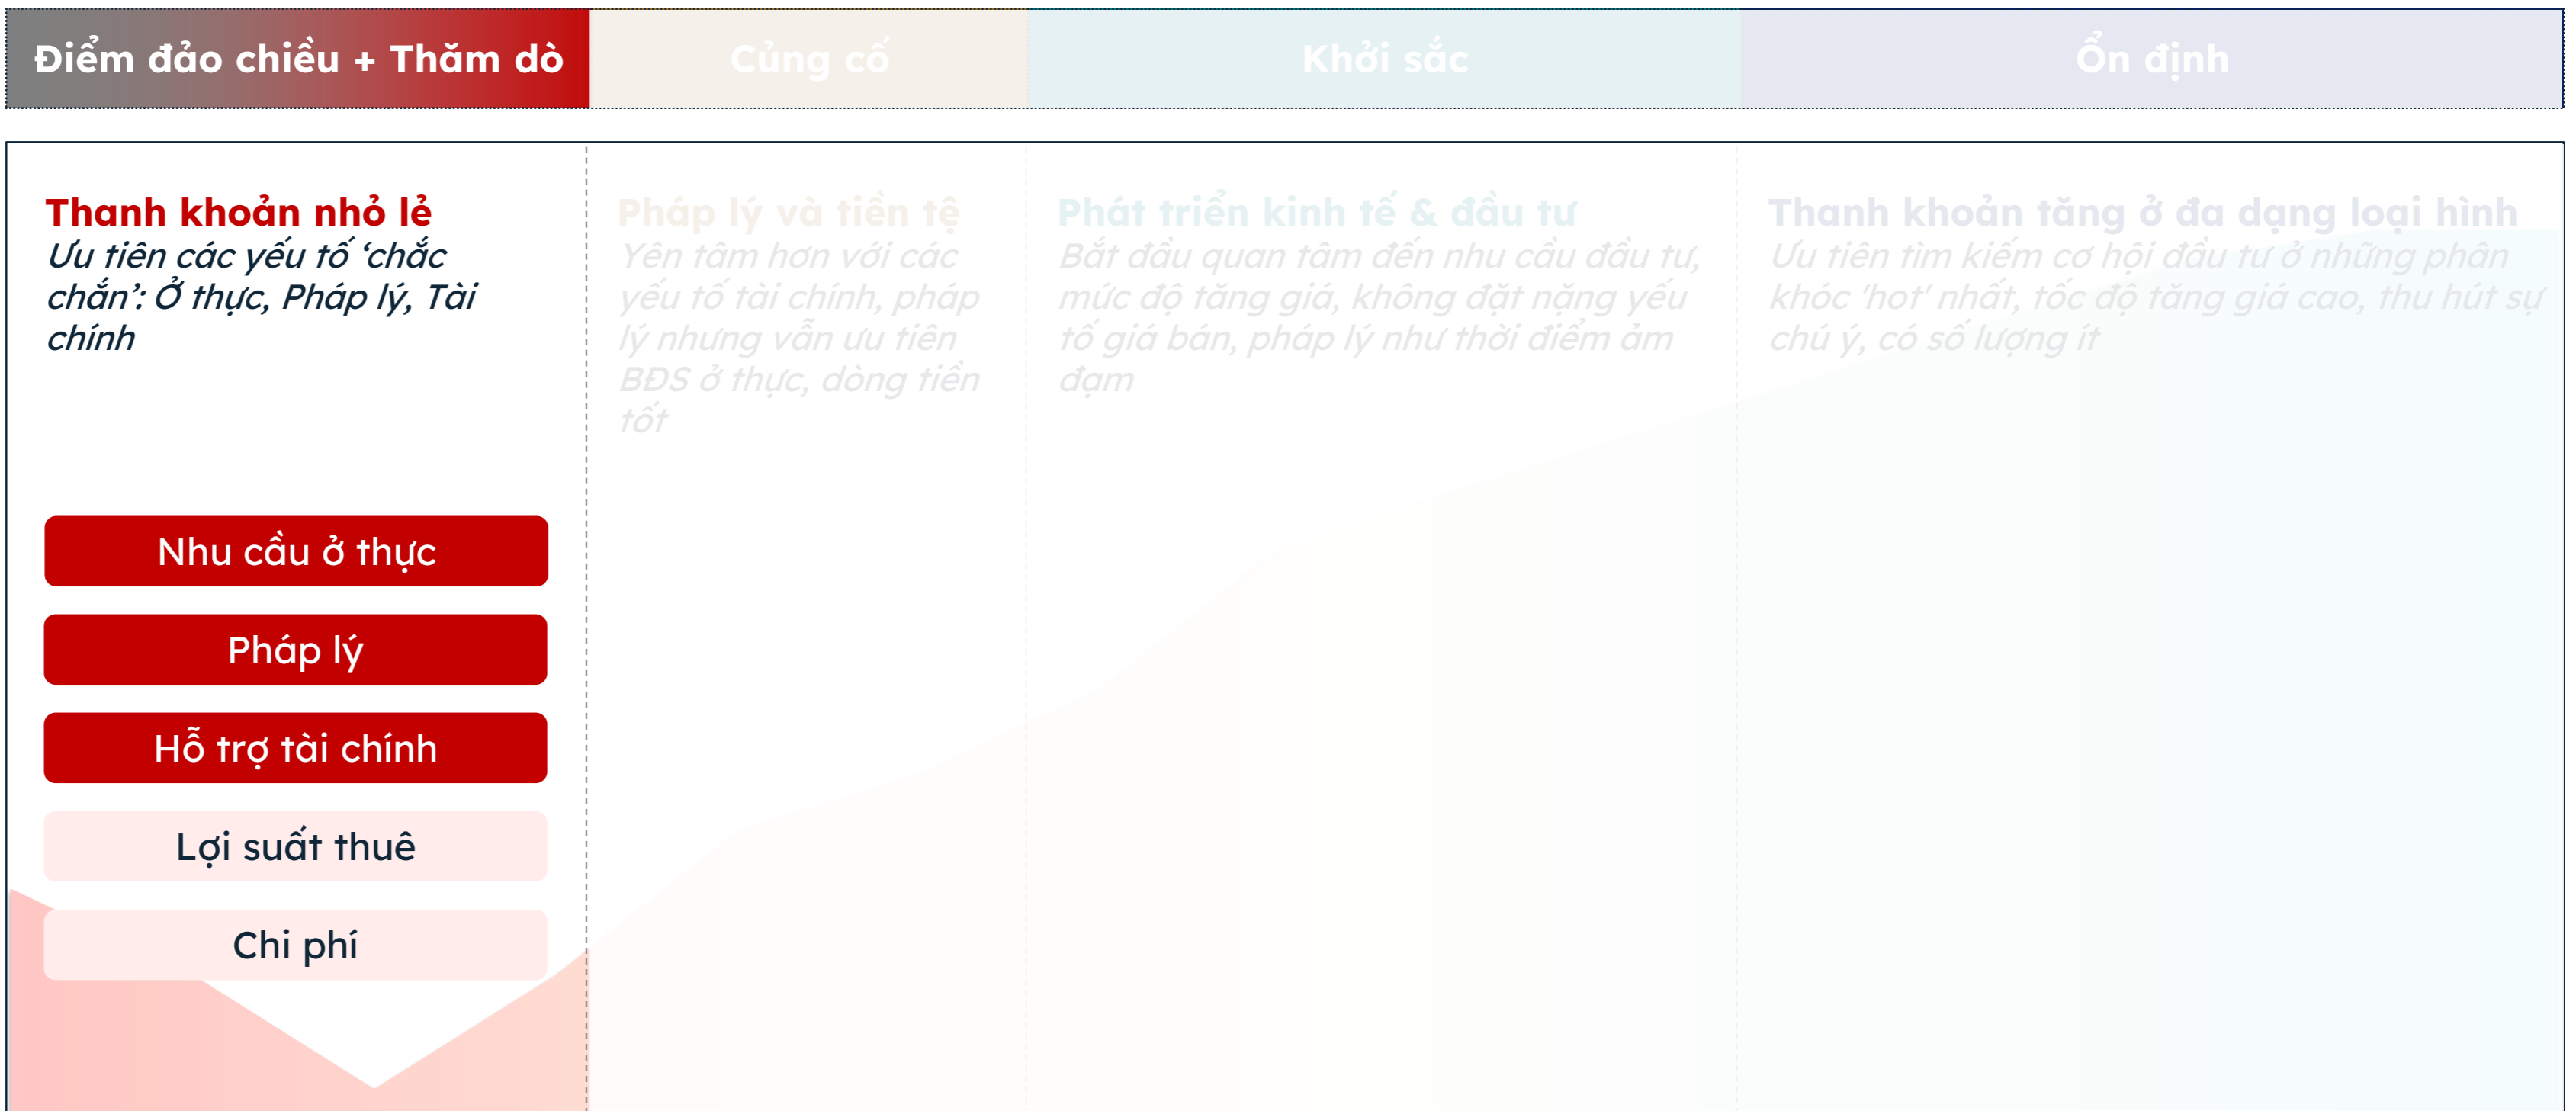 Điểm đảo chiều + Thăm dò
Củng cố
Khởi sắc
Ổn định
Thanh khoản nhỏ lẻ
Ưu tiên các yếu tố ‘chắc
chắn’: Ở thực, Pháp lý, Tài
chính
Nhu cầu ở thực
Pháp lý
Hỗ trợ tài chính
Lợi suất thuê
Chi phí
Pháp lý và tiền tệ
Yên tâm hơn với các
yếu tố tài chính, pháp
lý nhưng vẫn ưu tiên
BĐS ở thực, dòng tiền
tốt
Phát triển kinh tế & đầu tư
Bắt đầu quan tâm đến nhu cầu đầu tư,
mức độ tăng giá, không đặt nặng yếu
tố giá bán, pháp lý như thời điểm ảm
đạm
Thanh khoản tăng ở đa dạng loại hình
Ưu tiên tìm kiếm cơ hội đầu tư ở những phân
khóc 'hot' nhất, tốc độ tăng giá cao, thu hút sự
chú ý, có số lượng ít